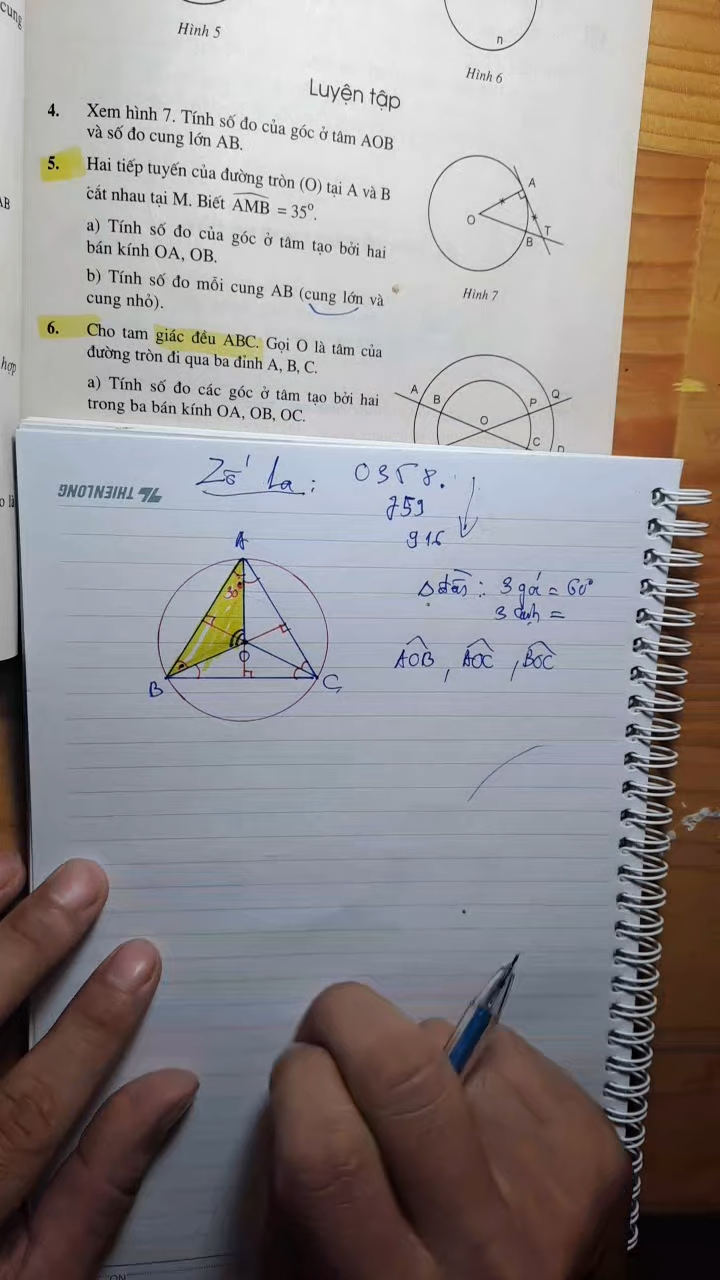 cung
Hình 5
n
Hình 6
Luyện tập
4. Xem hình 7. Tính số đo của góc ở tâm AOB
và số đo cung lớn AB.
5. Hai tiếp tuyến của đường tròn (O) tại A và B
cắt nhau tại M. Biết AMB = 35°.
a) Tính số đo của góc ở tâm tạo bởi hai
bán kính OA, OB.
b) Tính số đo mỗi cung AB (cung lớn và
cung nhỏ).
A
O
B
T
Hình 7
6. Cho tam giác đều ABC. Gọi O là tâm của
đường tròn đi qua ba đỉnh A, B, C.
a) Tính số đo các góc ở tâm tạo bởi hai
trong ba bán kính OA, OB, OC.
A
B
O
P
Q
C
D
AB
hợp
THIENLONG
0358.
759
916
A
30°
O
B
C
Δ đều : 3 góc = 60°
3 cạnh =
AOB , AOC , BOC